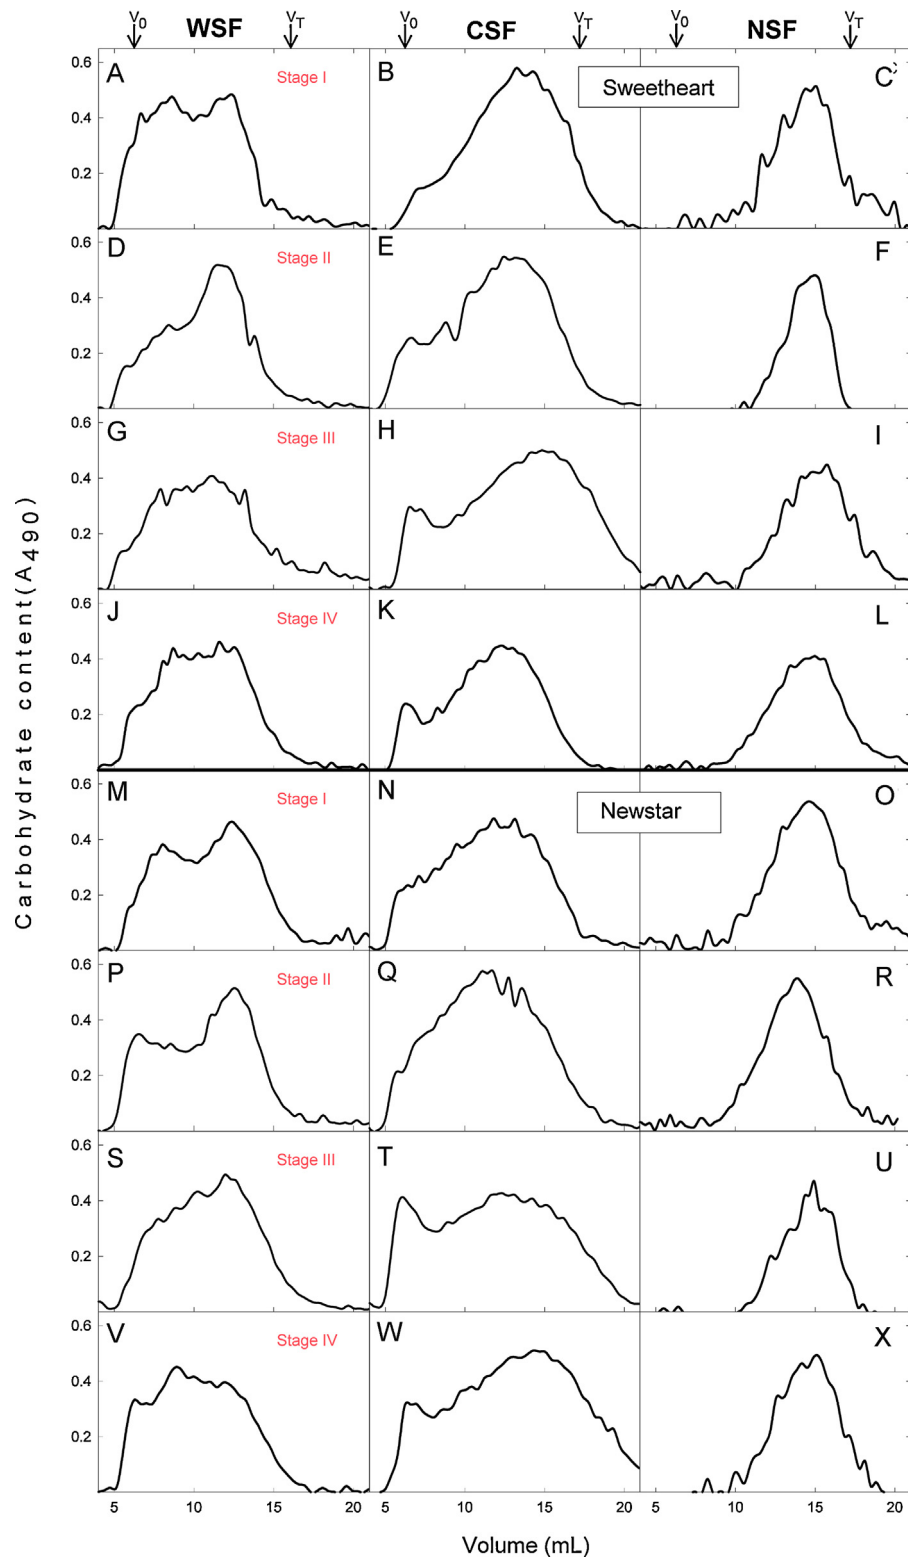 V0 WSF VT V0 CSF VT V0 NSF VT
Carbohydrate content(A490)
0.6 A Stage I B Sweetheart C`
0.4
0.2
0.6 D Stage II E F
0.4
0.2
0.6 G Stage III H I
0.4
0.2
0.6 J Stage IV K L
0.4
0.2
0.6 M Stage I N Newstar O
0.4
0.2
0.6 P Stage II Q R
0.4
0.2
0.6 S Stage III T U
0.4
0.2
0.6 V Stage IV W X
0.4
0.2
5 10 15 20 5 10 15 20 5 10 15 20
Volume (mL)